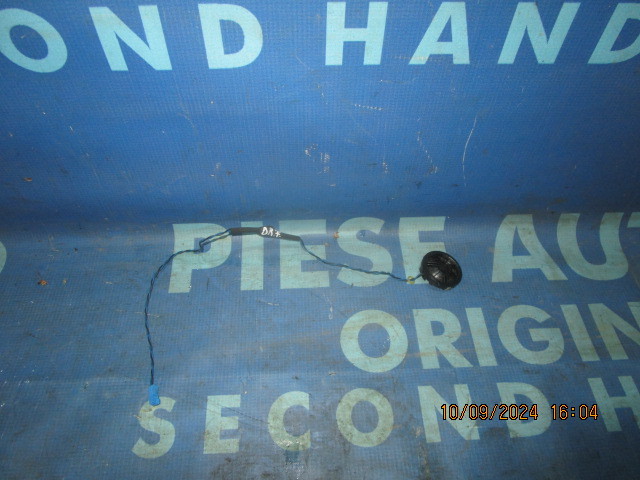 OND HAND
PIESE AUT
ORIGIN
SECOND H
10/09/2024 16:04